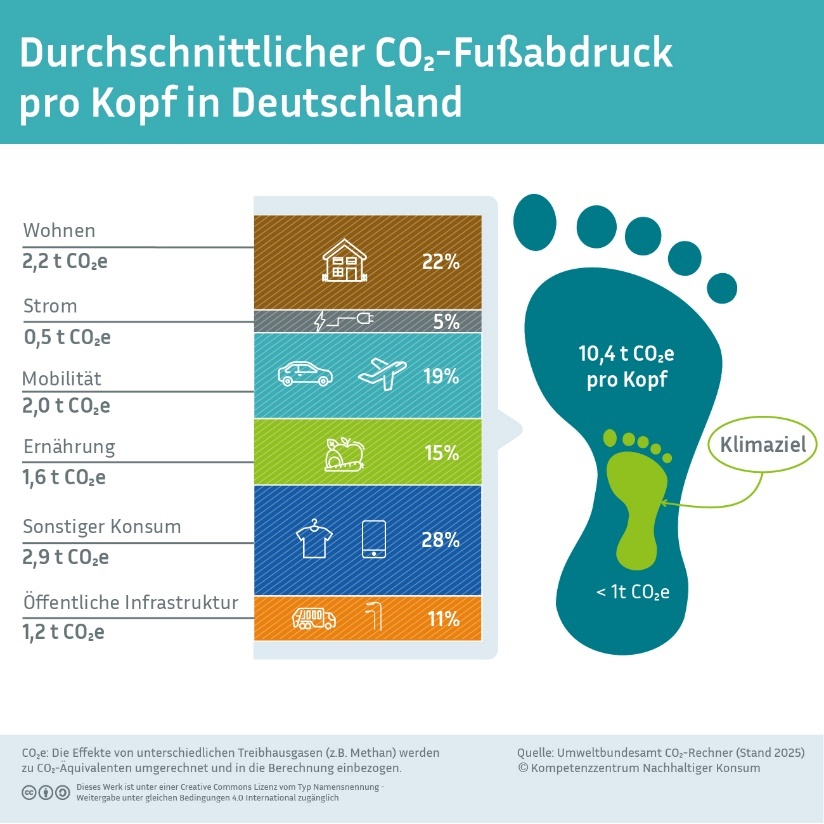 Durchschnittlicher CO₂-Fußabdruck
pro Kopf in Deutschland
Wohnen
2,2 t CO₂e
22%
Strom
0,5 t CO₂e
5%
Mobilität
2,0 t CO₂e
19%
Ernährung
1,6 t CO₂e
15%
Sonstiger Konsum
2,9 t CO₂e
28%
Öffentliche Infrastruktur
1,2 t CO₂e
11%
10,4 t CO₂e
pro Kopf
Klimaziel
< 1t CO₂e
CO₂e: Die Effekte von unterschiedlichen Treibhausgasen (z.B. Methan) werden
zu CO₂-Äquivalenten umgerechnet und in die Berechnung einbezogen.
cc
Dieses Werk ist unter einer Creative Commons Lizenz vom Typ Namensnennung -
Weitergabe unter gleichen Bedingungen 4.0 International zugänglich
Quelle: Umweltbundesamt CO₂-Rechner (Stand 2025)
© Kompetenzzentrum Nachhaltiger Konsum